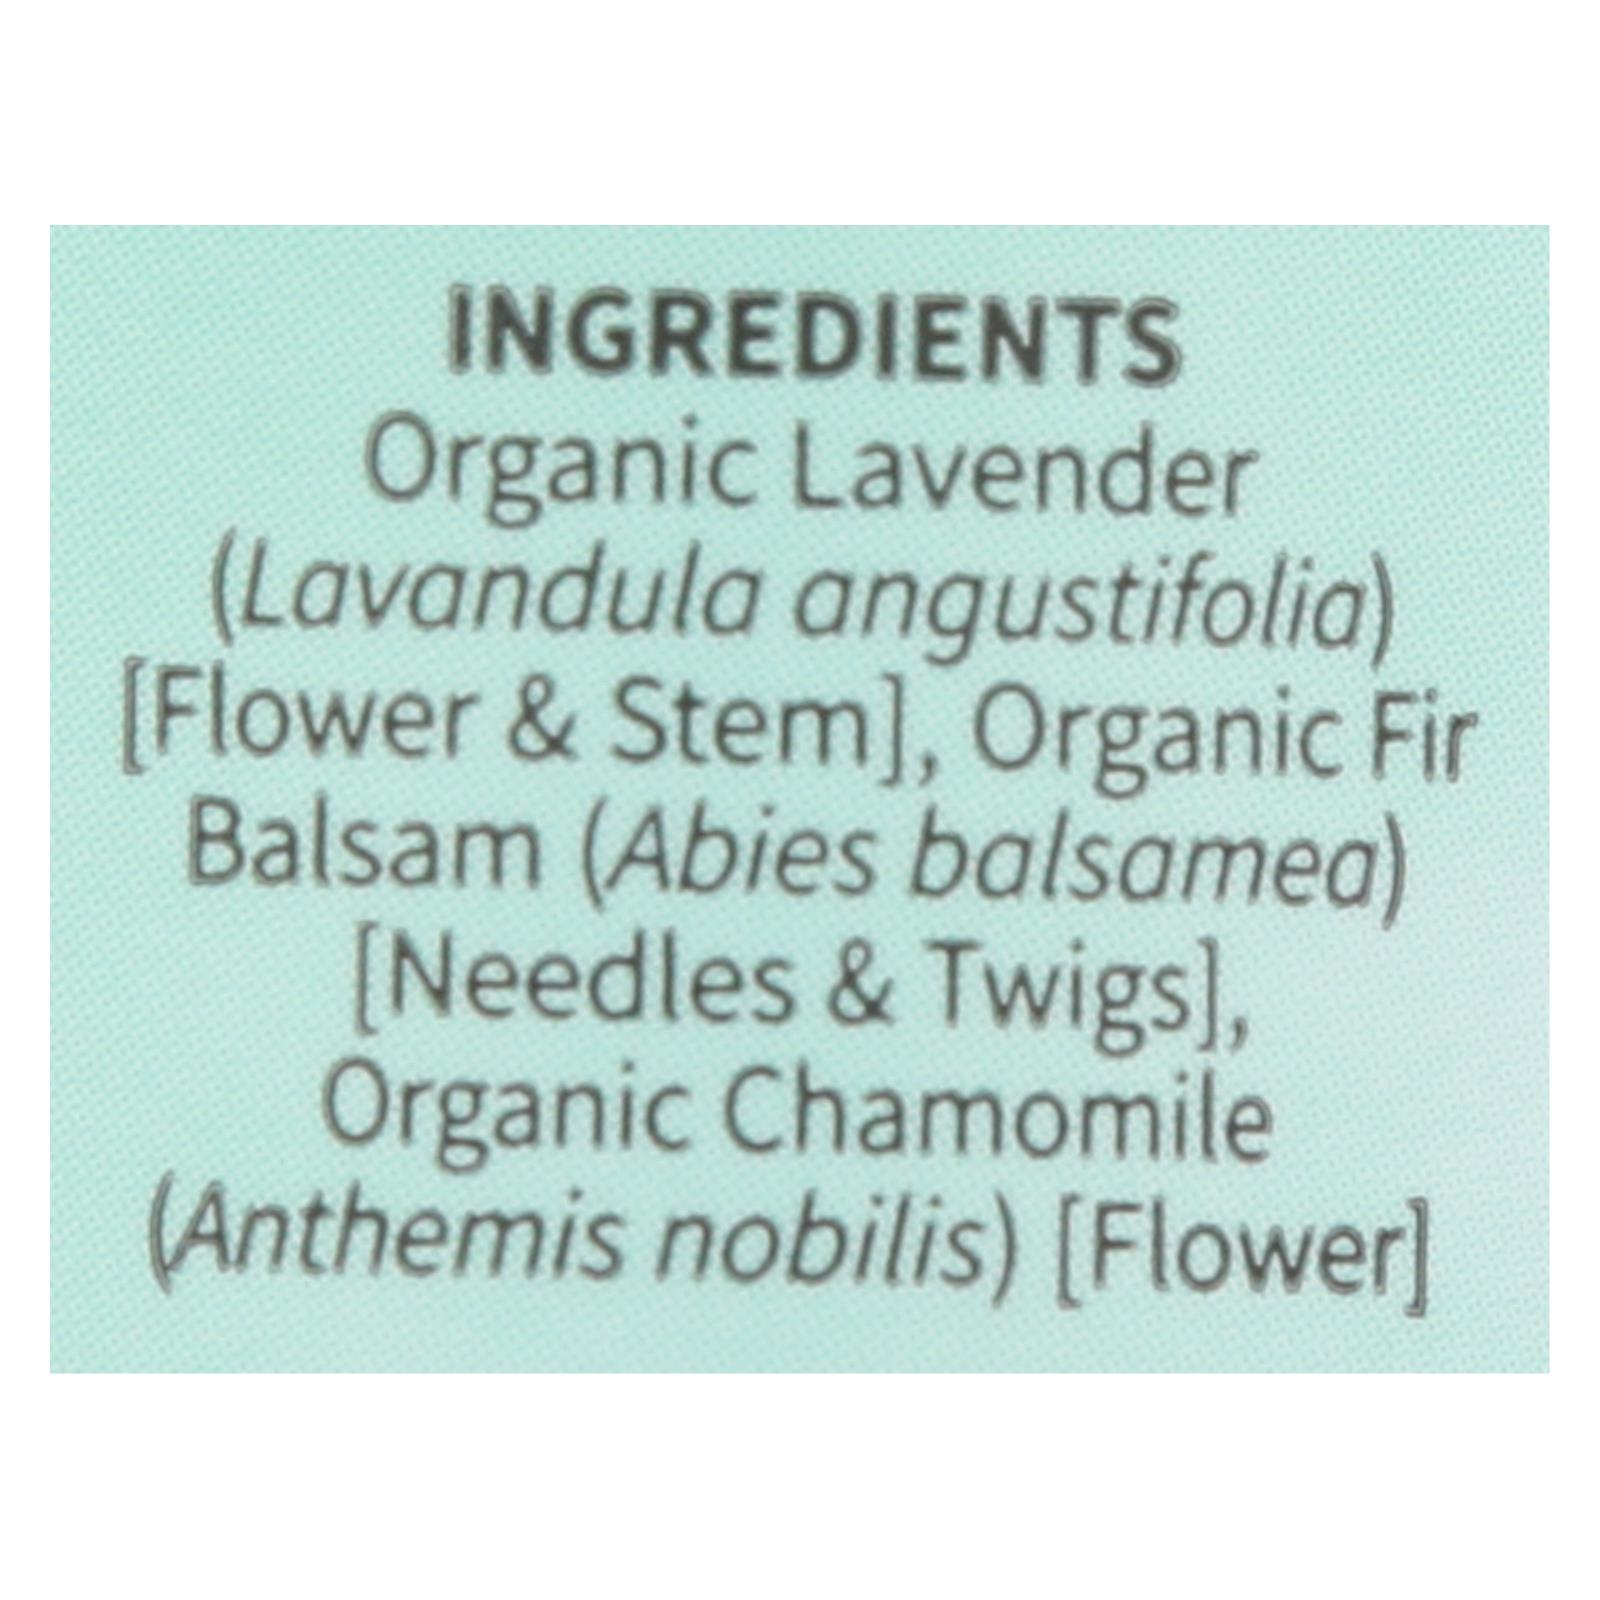 INGREDIENTS
Organic Lavender
(Lavandula angustifolia)
[Flower & Stem], Organic Fir
Balsam (Abies balsamea)
[Needles & Twigs],
Organic Chamomile
(Anthemis nobilis) [Flower]